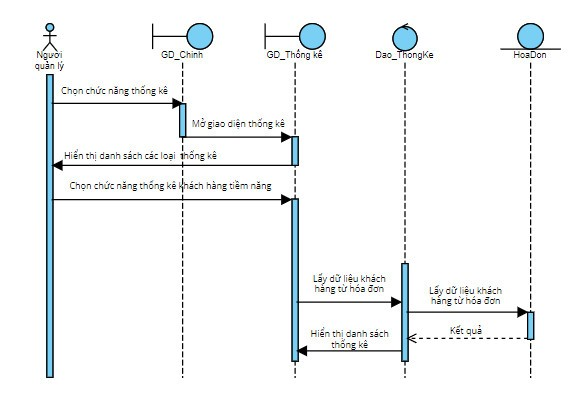 Người
quản lý
GD_Chinh
GD_Thống kê
Dao_ThongKe
HoaDon
Chọn chức năng thống kê
Mở giao diện thống kê
Hiển thị danh sách các loại thống kê
Chọn chức năng thống kê khách hàng tiềm năng
Lấy dữ liệu khách
hàng từ hóa đơn
Lấy dữ liệu khách
hàng từ hóa đơn
Kết quả
Hiển thị danh sách
thống kê